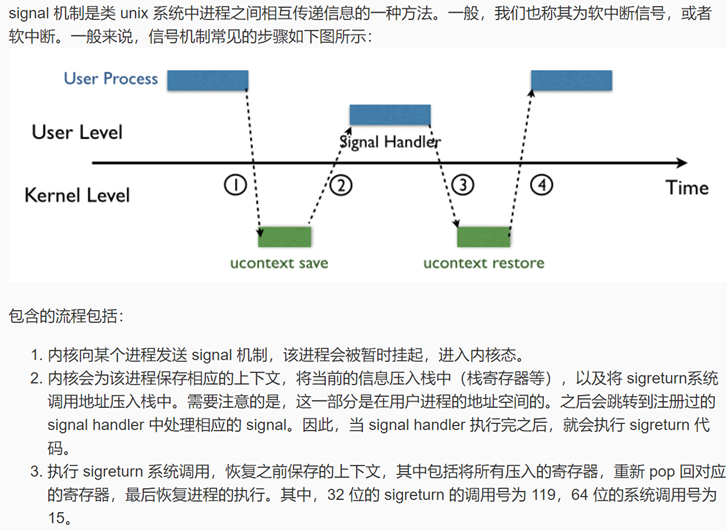 signal 机制是类 unix 系统中进程之间相互传递信息的一种方法。一般，我们也称其为软中断信号，或者
软中断。一般来说，信号机制常见的步骤如下图所示：
User Process
User Level
Signal Handler
① ② ③ ④
Kernel Level
Time
ucontext save
ucontext restore
包含的流程包括：
1. 内核向某个进程发送 signal 机制，该进程会被暂时挂起，进入内核态。
2. 内核会为该进程保存相应的上下文，将当前的信息压入栈中（栈寄存器等），以及将 sigreturn系统
调用地址压入栈中。需要注意的是，这一部分是在用户进程的地址空间的。之后会跳转到注册过的
signal handler 中处理相应的 signal。因此，当 signal handler 执行完之后，就会执行 sigreturn 代
码。
3. 执行 sigreturn 系统调用，恢复之前保存的上下文，其中包括将所有压入的寄存器，重新 pop 回对应
的寄存器，最后恢复进程的执行。其中，32 位的 sigreturn 的调用号为 119，64 位的系统调用号为
15。